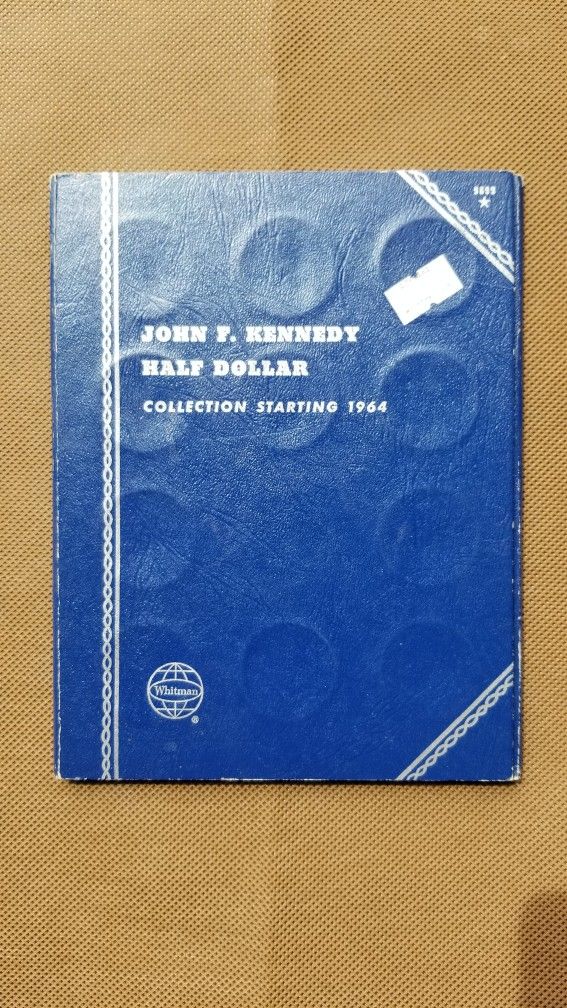 JOHN F. KENNEDY
HALF DOLLAR
COLLECTION STARTING 1964
Whitman
®